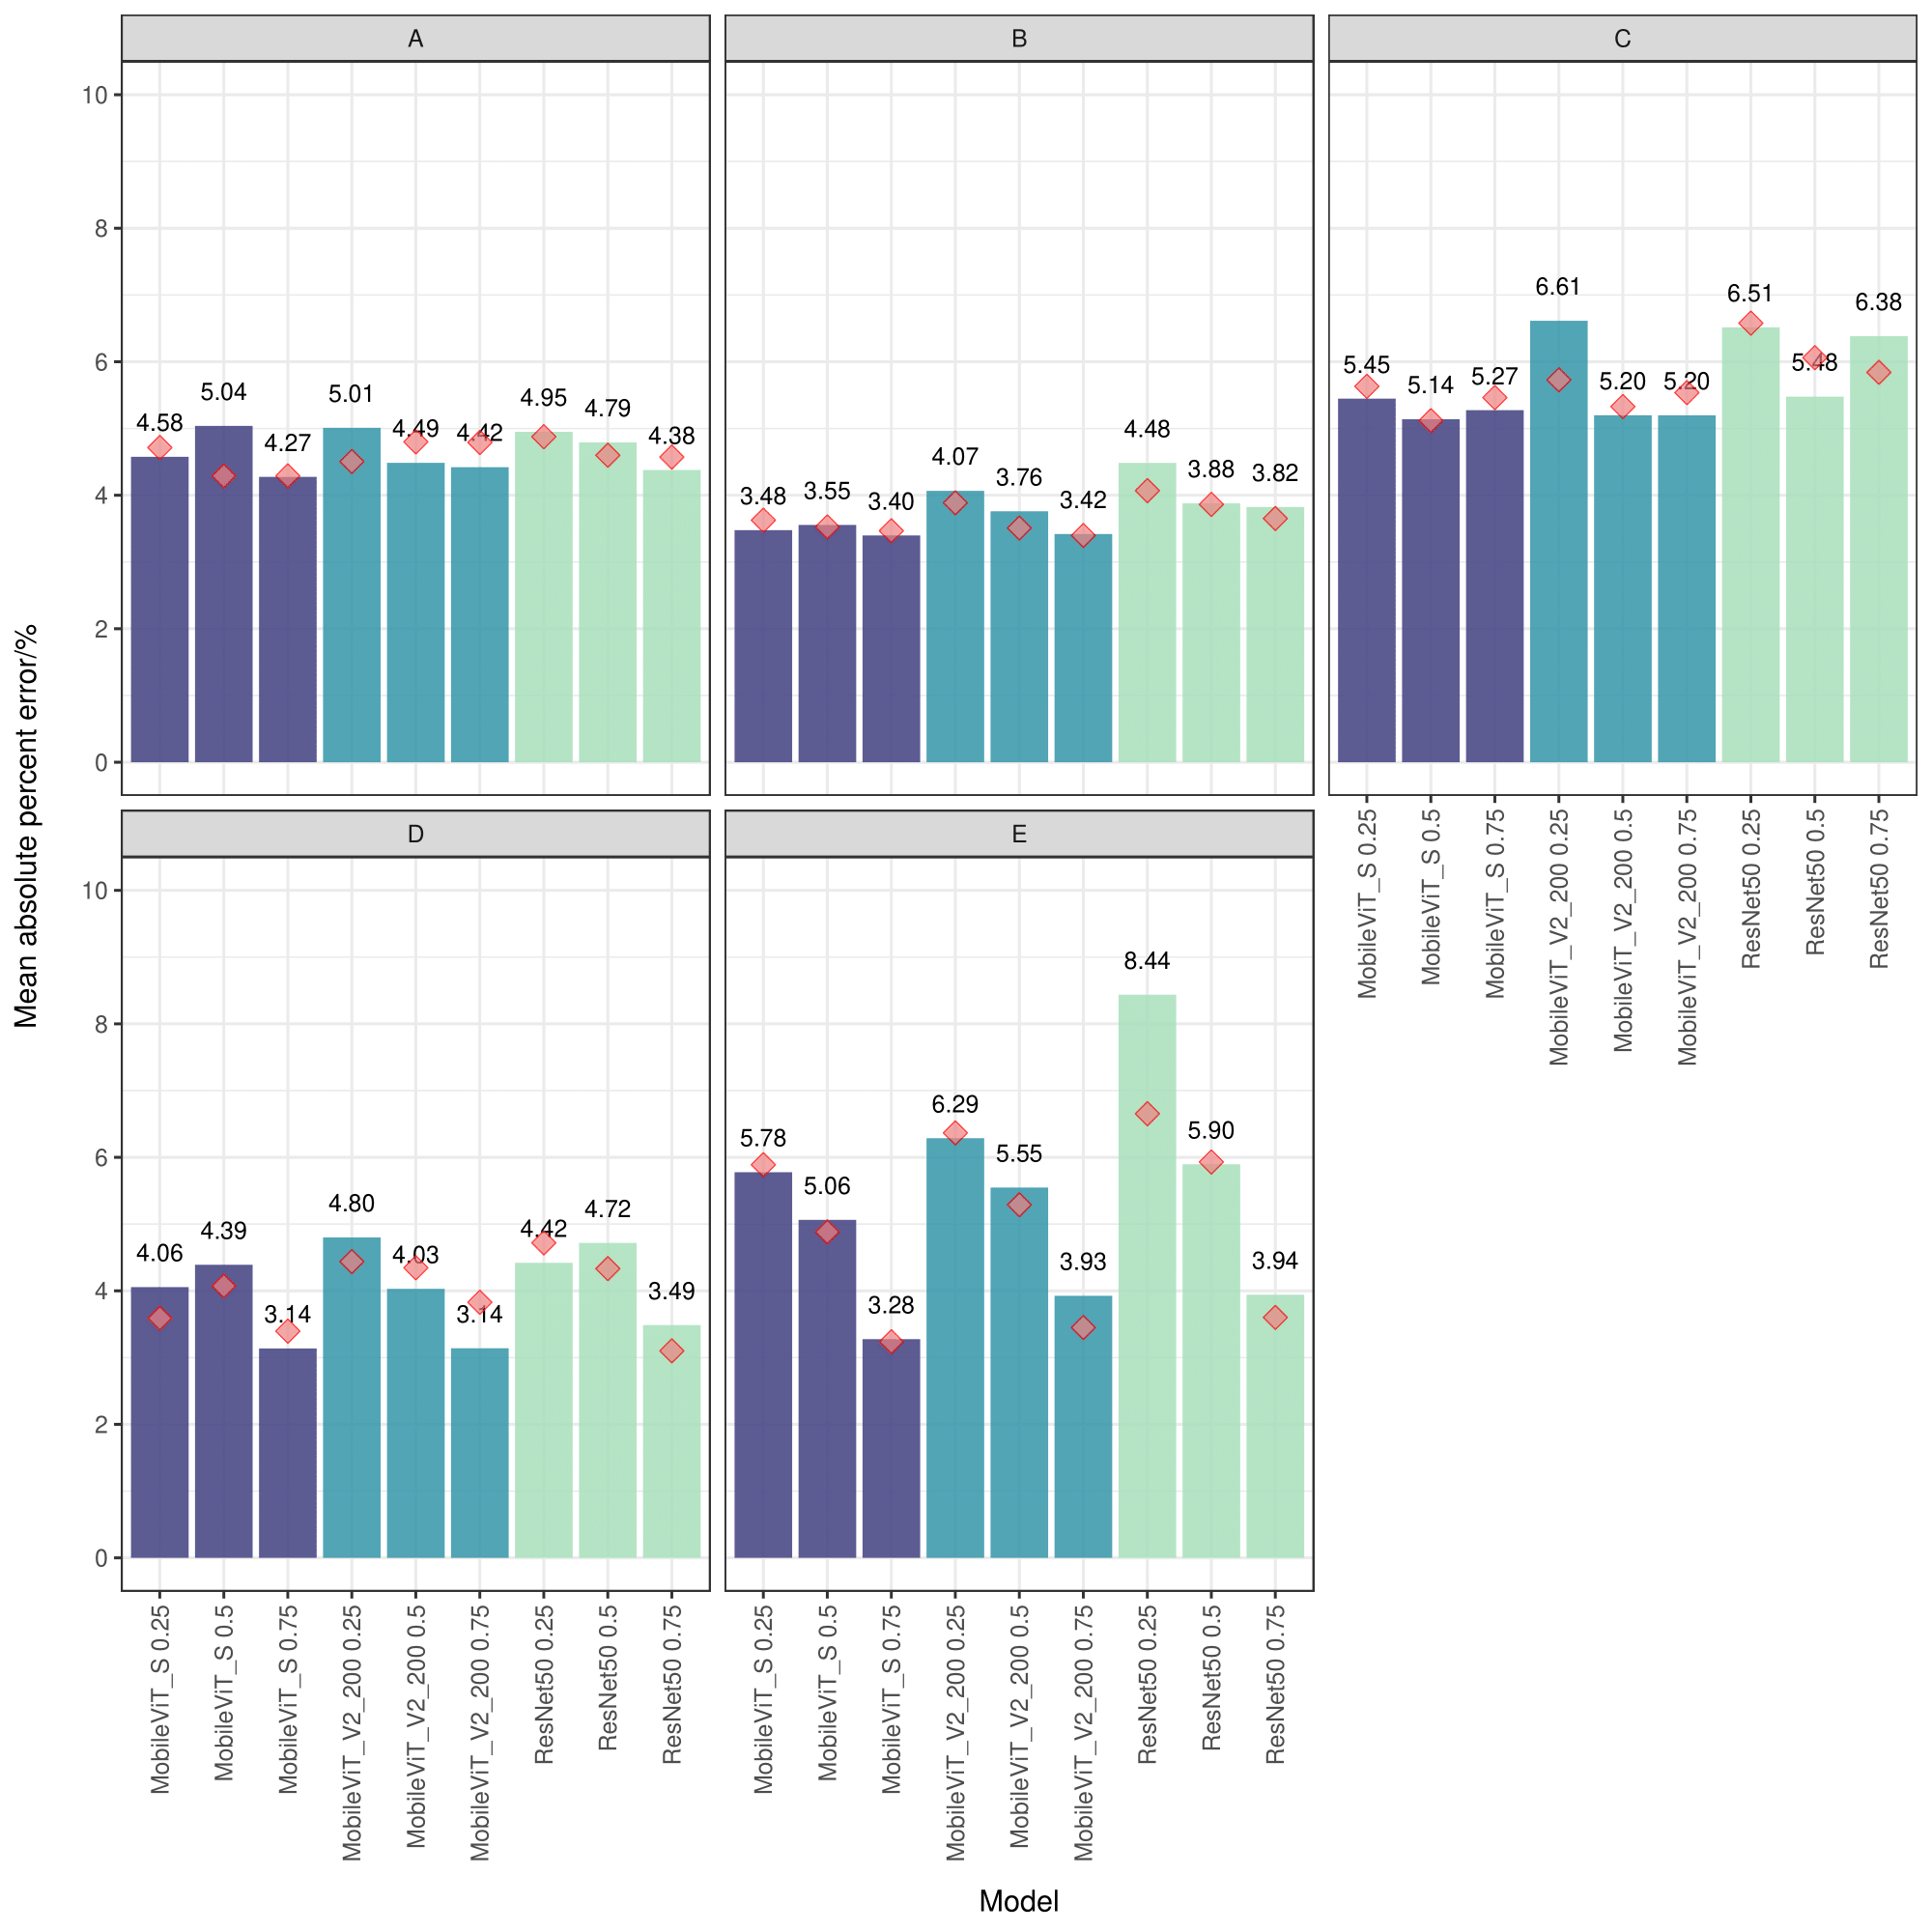 Mean absolute percent error/%
A
10
8
6
4
2
0
4.58
5.04
4.27
5.01
4.49
4.42
4.95
4.79
4.38
B
3.48
3.55
3.40
4.07
3.76
3.42
4.48
3.88
3.82
C
5.45
5.14
5.27
6.61
5.20
5.20
6.51
5.48
6.38
MobileViT_S 0.25
MobileViT_S 0.5
MobileViT_S 0.75
MobileViT_V2_200 0.25
MobileViT_V2_200 0.5
MobileViT_V2_200 0.75
ResNet50 0.25
ResNet50 0.5
ResNet50 0.75
D
10
8
6
4
2
0
4.06
4.39
3.14
4.80
4.03
3.14
4.42
4.72
3.49
MobileViT_S 0.25
MobileViT_S 0.5
MobileViT_S 0.75
MobileViT_V2_200 0.25
MobileViT_V2_200 0.5
MobileViT_V2_200 0.75
ResNet50 0.25
ResNet50 0.5
ResNet50 0.75
E
5.78
5.06
3.28
6.29
5.55
3.93
8.44
5.90
3.94
MobileViT_S 0.25
MobileViT_S 0.5
MobileViT_S 0.75
MobileViT_V2_200 0.25
MobileViT_V2_200 0.5
MobileViT_V2_200 0.75
ResNet50 0.25
ResNet50 0.5
ResNet50 0.75
Model